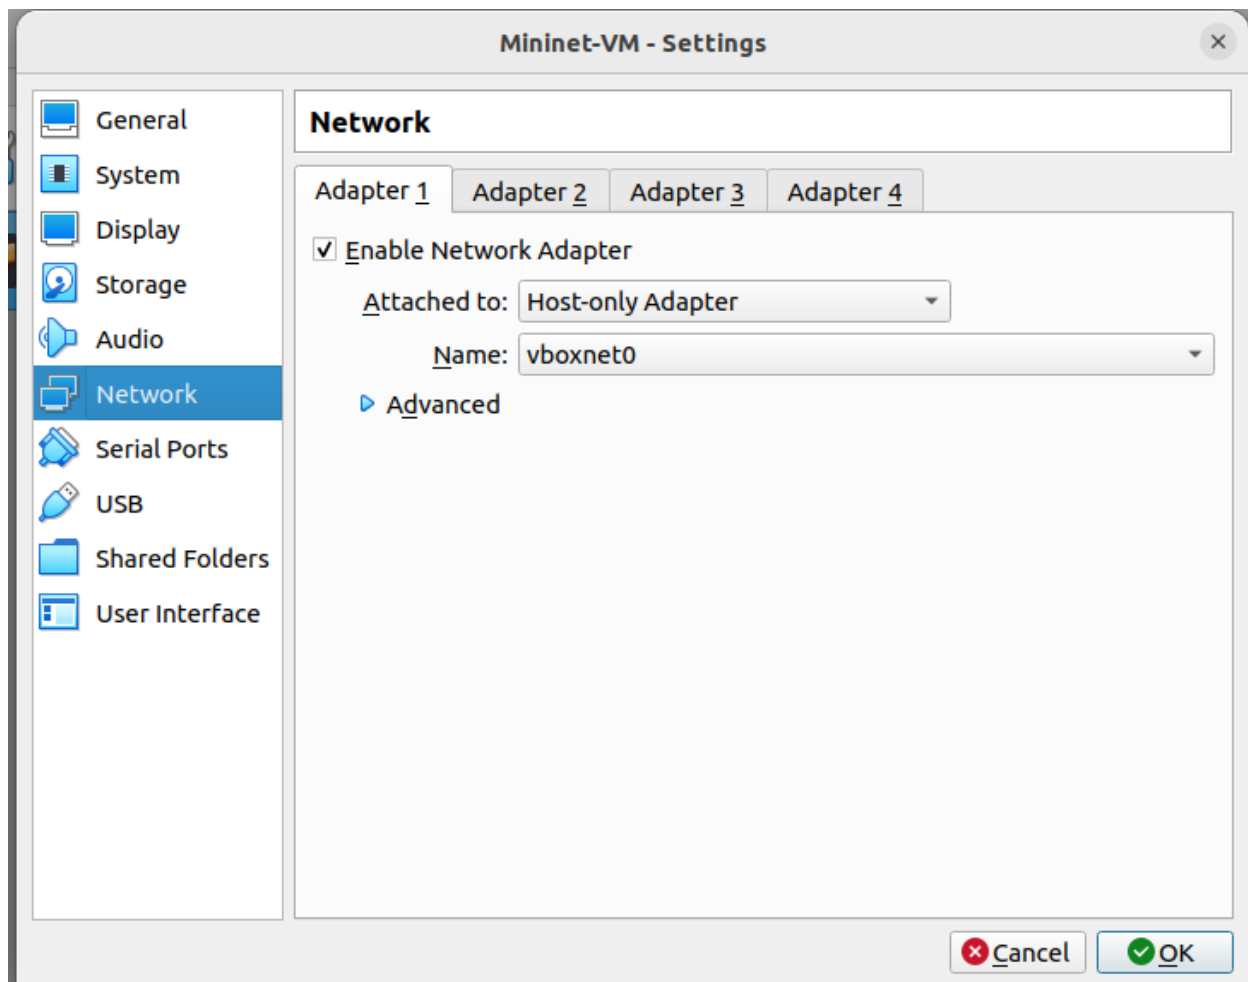 Mininet-VM - Settings
General
System
Display
Storage
Audio
Network
Serial Ports
USB
Shared Folders
User Interface
Network
Adapter 1 Adapter 2 Adapter 3 Adapter 4
Enable Network Adapter
Attached to: Host-only Adapter
Name: vboxnet0
Advanced
Cancel OK